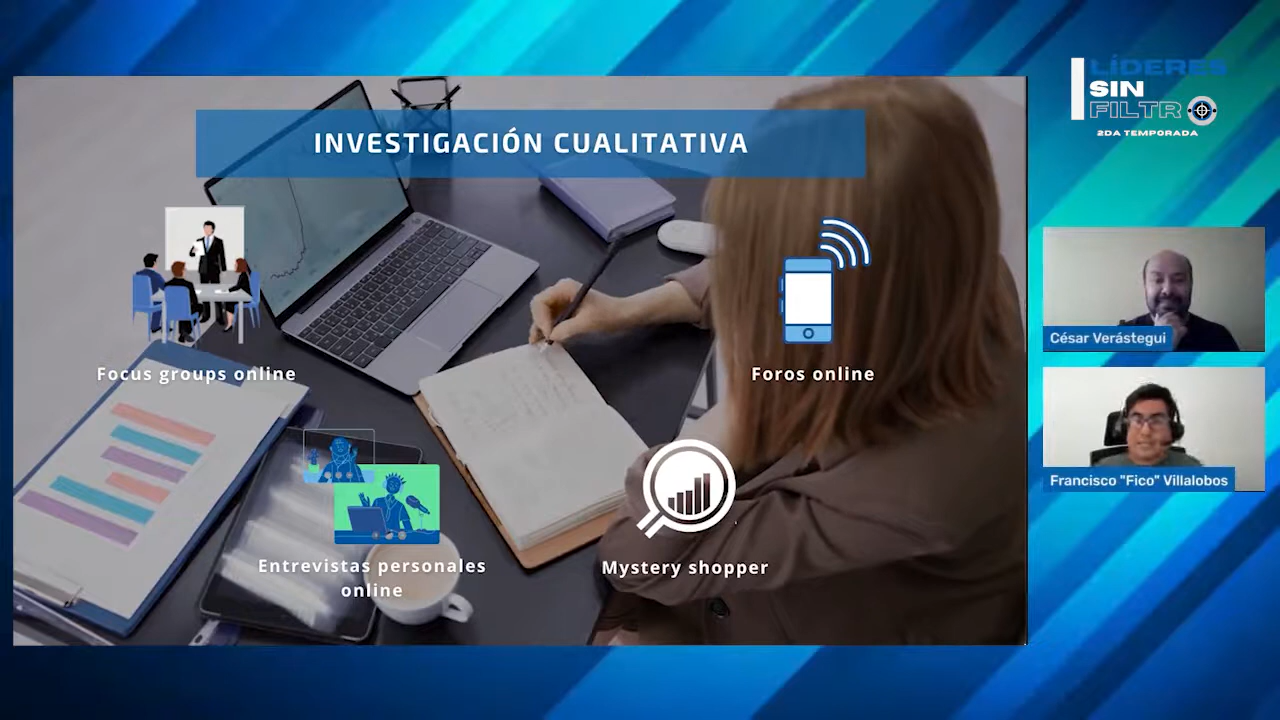 INVESTIGACIÓN CUALITATIVA
Focus groups online
Foros online
Entrevistas personales
online
Mystery shopper
LÍDERES
SIN
FILTRO
2DA TEMPORADA
César Verástegui
Francisco "Fico" Villalobos